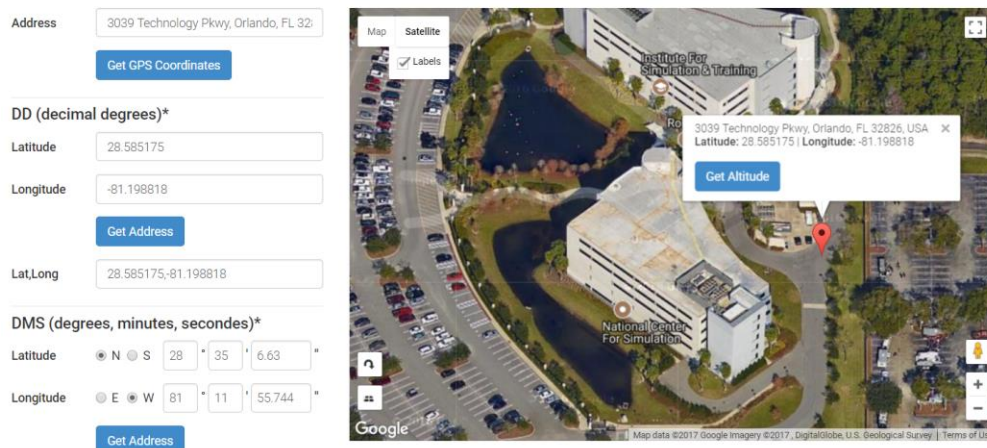 Address
3039 Technology Pkwy, Orlando, FL 32
Get GPS Coordinates
DD (decimal degrees)*
Latitude
28.585175
Longitude
-81.198818
Get Address
Lat,Long
28.585175,-81.198818
DMS (degrees, minutes, secondes)*
Latitude
N S 28 ° 35 ' 6.63 "
Longitude
E W 81 ° 11 ' 55.744 "
Get Address
Map Satellite
Labels
Institute For
Simulation & Training
Ro
3039 Technology Pkwy, Orlando, FL 32826, USA
Latitude: 28.585175 | Longitude: -81.198818
Get Altitude
National Center
For Simulation
Google
Map data ©2017 Google Imagery ©2017 , DigitalGlobe, U.S. Geological Survey Terms of Us